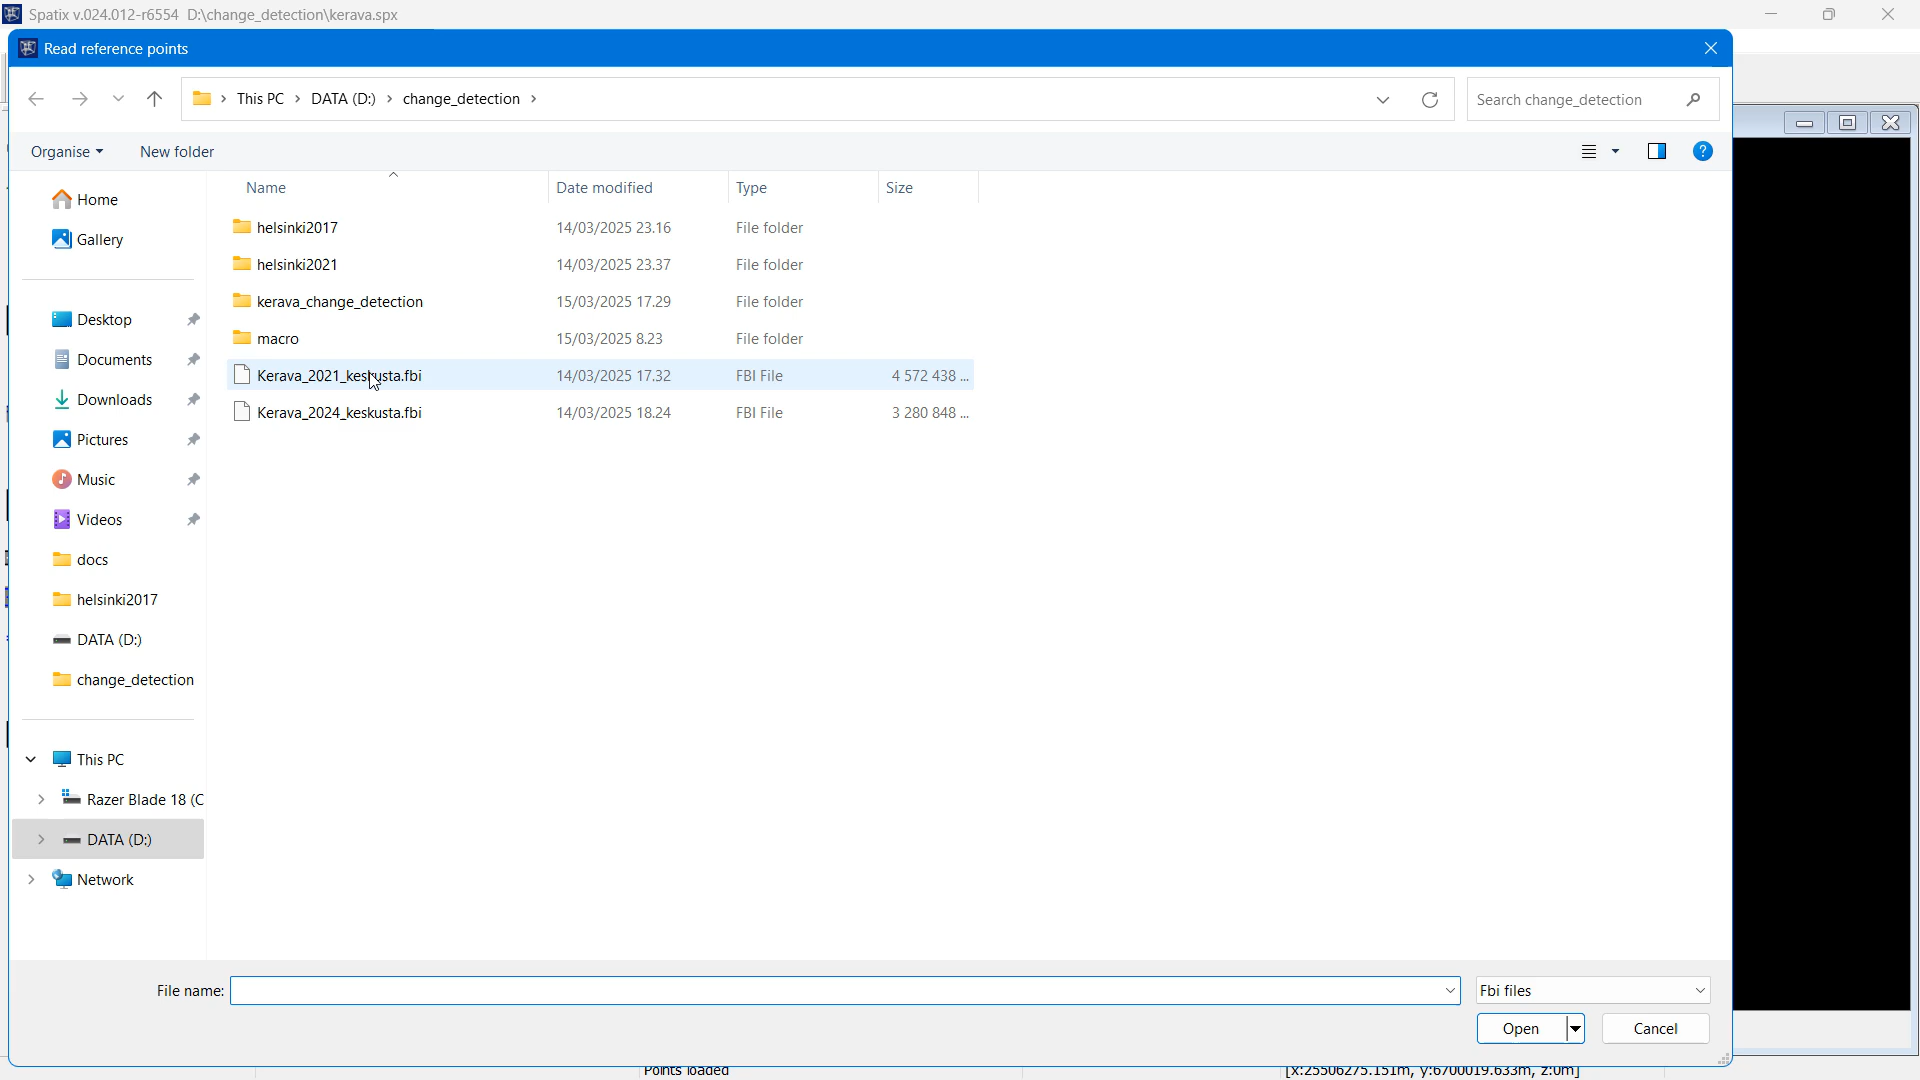 Spatix v.024.012-r6554 D:\change_detection\kerava.spx
Read reference points
This PC > DATA (D:) > change_detection >
Search change_detection
Organise
New folder
Name
Date modified
Type
Size
Home
Gallery
Desktop
Documents
Downloads
Pictures
Music
Videos
docs
helsinki2017
DATA (D:)
change_detection
This PC
Razer Blade 18 (C
DATA (D:)
Network
helsinki2017 14/03/2025 23.16 File folder
helsinki2021 14/03/2025 23.37 File folder
kerava_change_detection 15/03/2025 17.29 File folder
macro 15/03/2025 8.23 File folder
Kerava_2021_keskusta.fbi 14/03/2025 17.32 FBI File 4 572 438 ...
Kerava_2024_keskusta.fbi 14/03/2025 18.24 FBI File 3 280 848 ...
File name:
Fbi files
Open
Cancel
Points loaded
[x:25506275.151m, y:6700019.633m, z:0m]